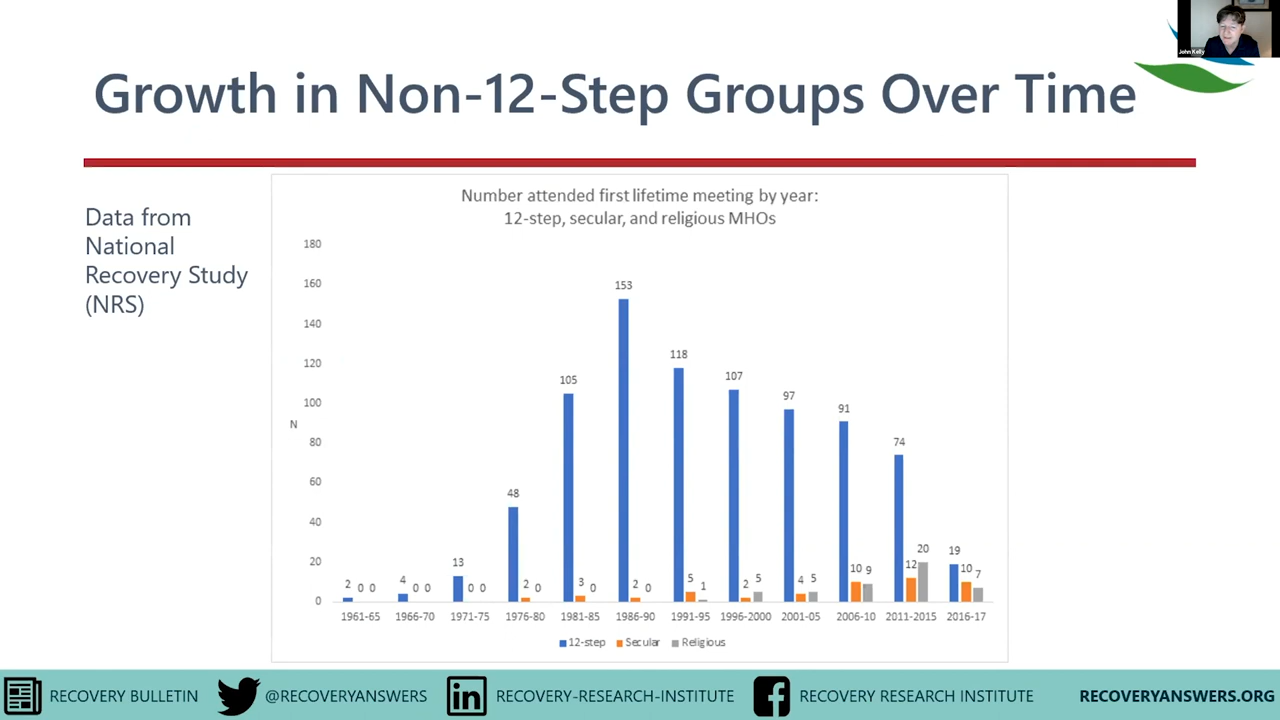 John Kelly
Growth in Non-12-Step Groups Over Time
Data from
National
Recovery Study
(NRS)
Number attended first lifetime meeting by year:
12-step, secular, and religious MHOs
180
160
140
120
100
80
60
40
20
0
N
2 0 0
4 0 0
13 0 0
48 2 0
105 3 0
153 2 0
118 5 1
107 2 5
97 4 5
91 10 9
74 12 20
19 10 7
1961-65 1966-70 1971-75 1976-80 1981-85 1986-90 1991-95 1996-2000 2001-05 2006-10 2011-2015 2016-17
12-step Secular Religious
RECOVERY BULLETIN @RECOVERYANSWERS RECOVERY-RESEARCH-INSTITUTE RECOVERY RESEARCH INSTITUTE RECOVERYANSWERS.ORG